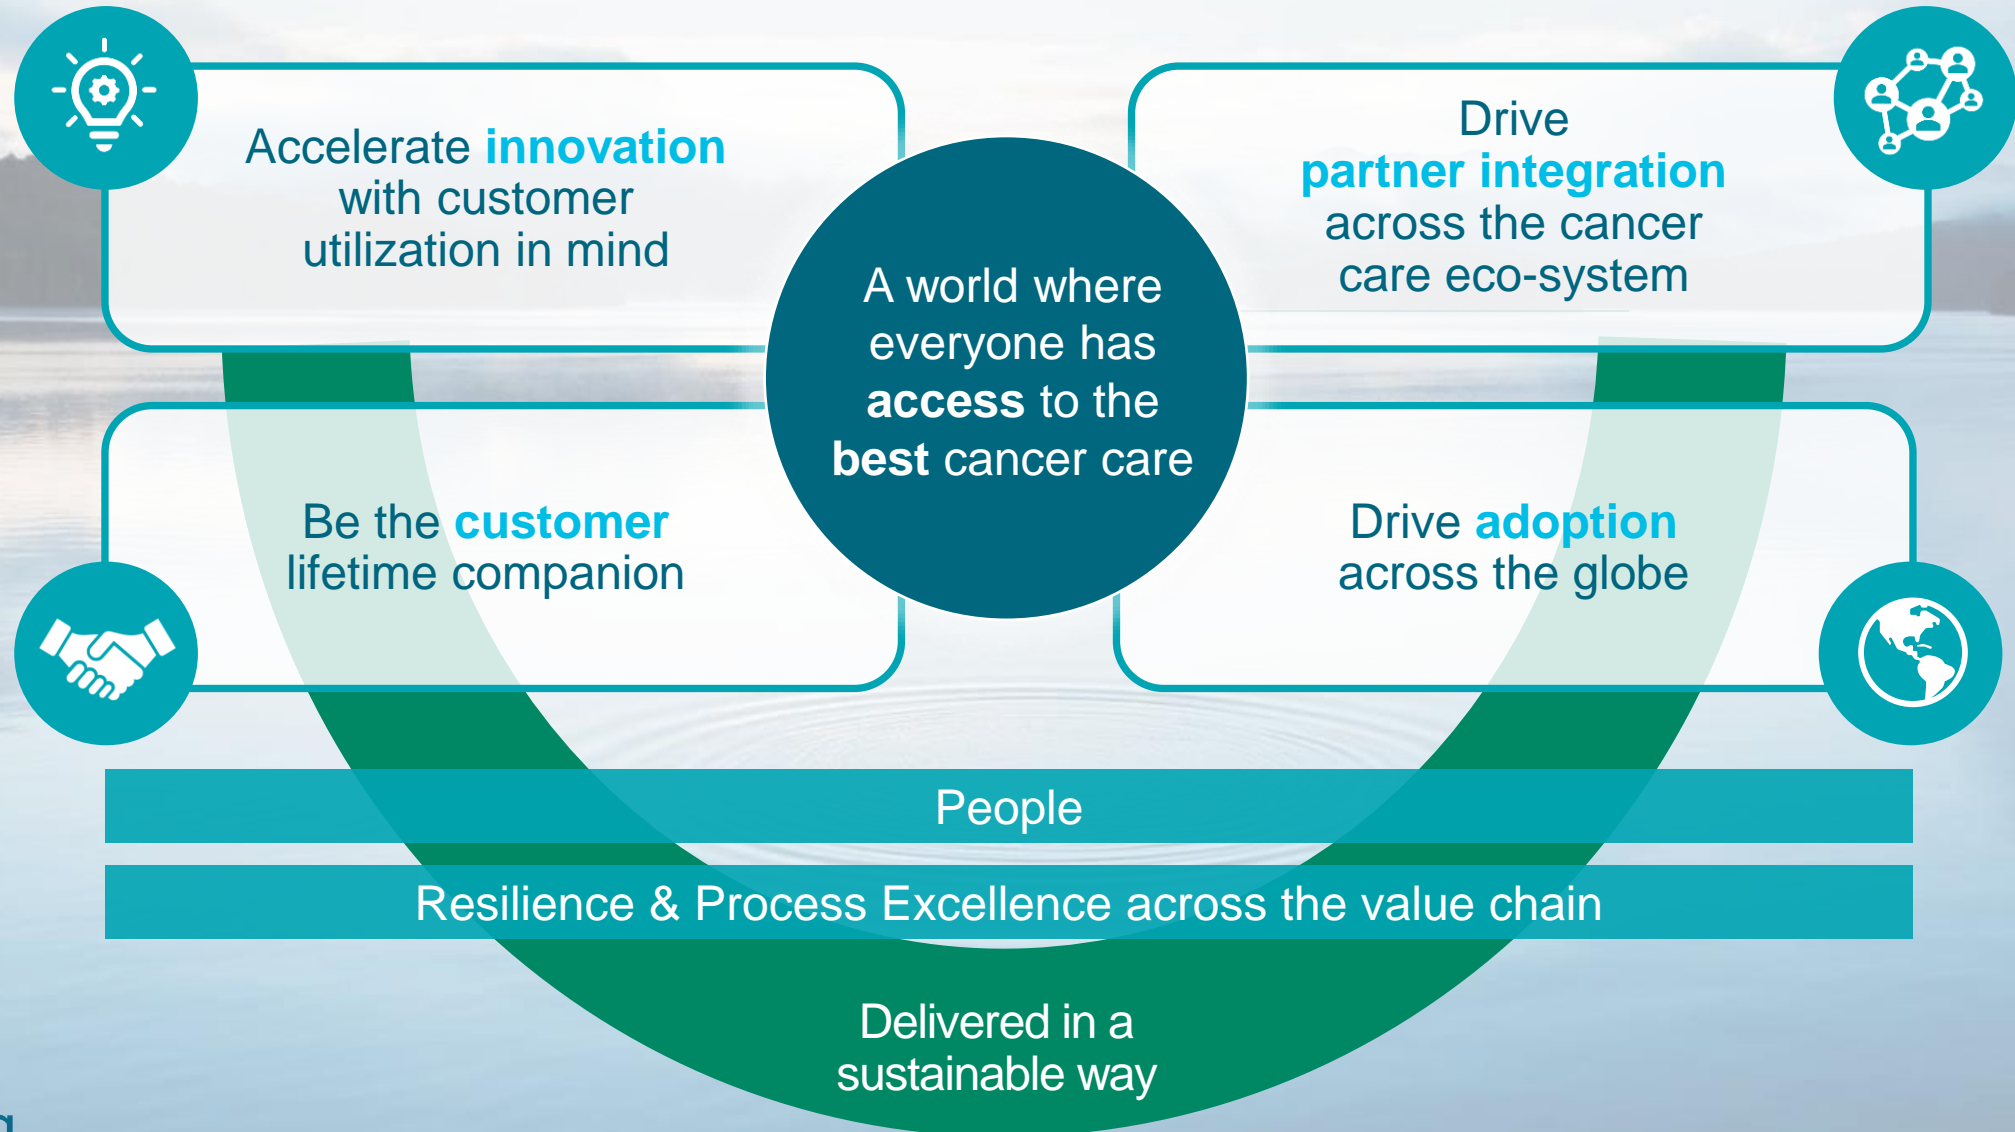 Accelerate innovation
with customer
utilization in mind
Drive
partner integration
across the cancer
care eco-system
A world where
everyone has
access to the
best cancer care
Be the customer
lifetime companion
Drive adoption
across the globe
People
Resilience & Process Excellence across the value chain
Delivered in a
sustainable way